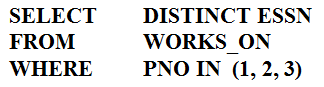 SELECT DISTINCT ESSN
FROM WORKS_ON
WHERE PNO IN (1, 2, 3)